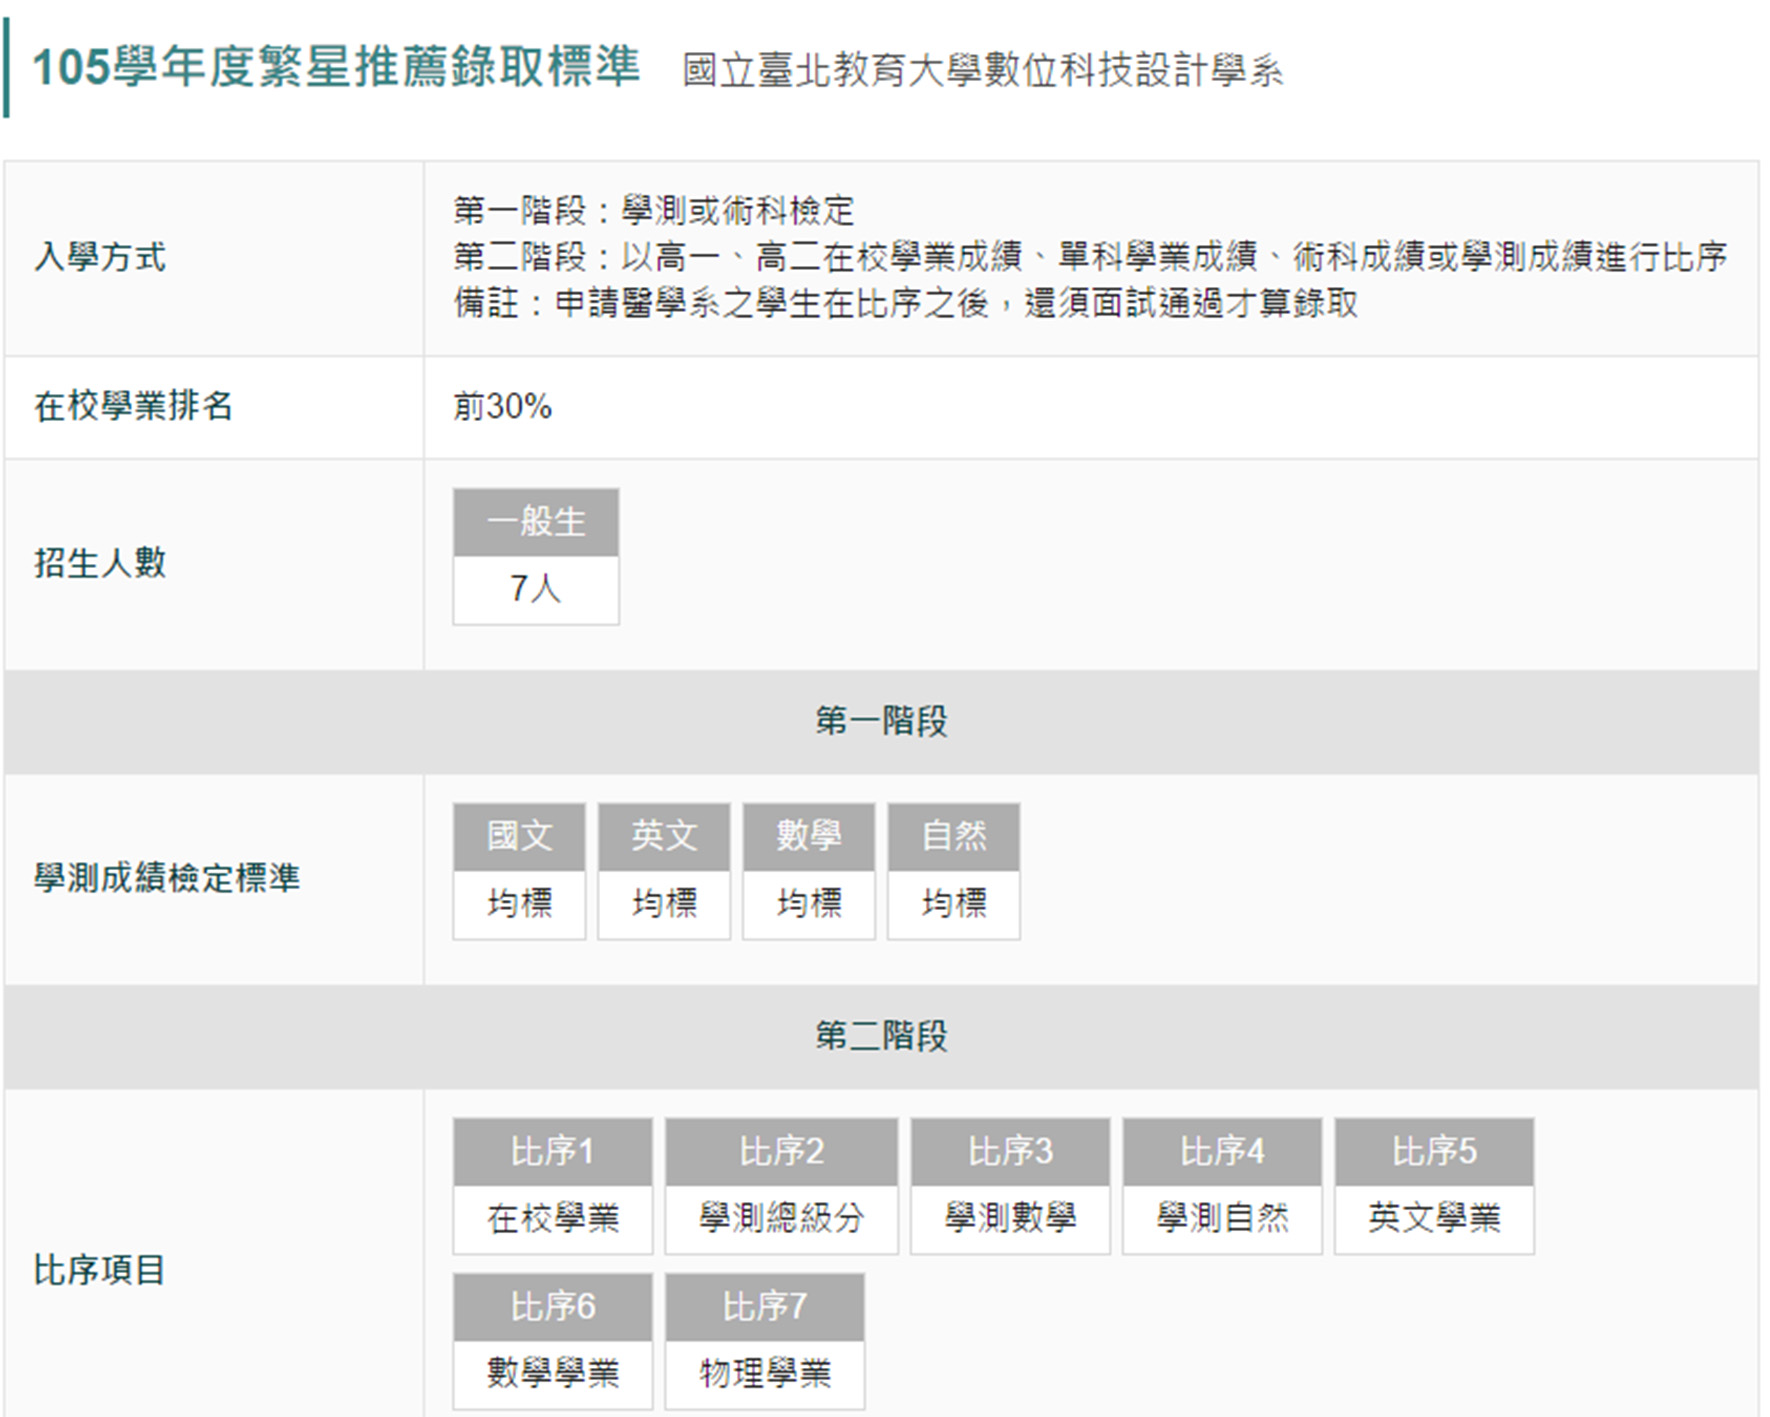 105學年度繁星推薦錄取標準 國立臺北教育大學數位科技設計學系
入學方式
第一階段：學測或術科檢定
第二階段：以高一、高二在校學業成績、單科學業成績、術科成績或學測成績進行比序
備註：申請醫學系之學生在比序之後，還須面試通過才算錄取
在校學業排名
前30%
招生人數
一般生
7人
第一階段
學測成績檢定標準
國文 英文 數學 自然
均標 均標 均標 均標
第二階段
比序項目
比序1 比序2 比序3 比序4 比序5
在校學業 學測總級分 學測數學 學測自然 英文學業
比序6 比序7
數學學業 物理學業